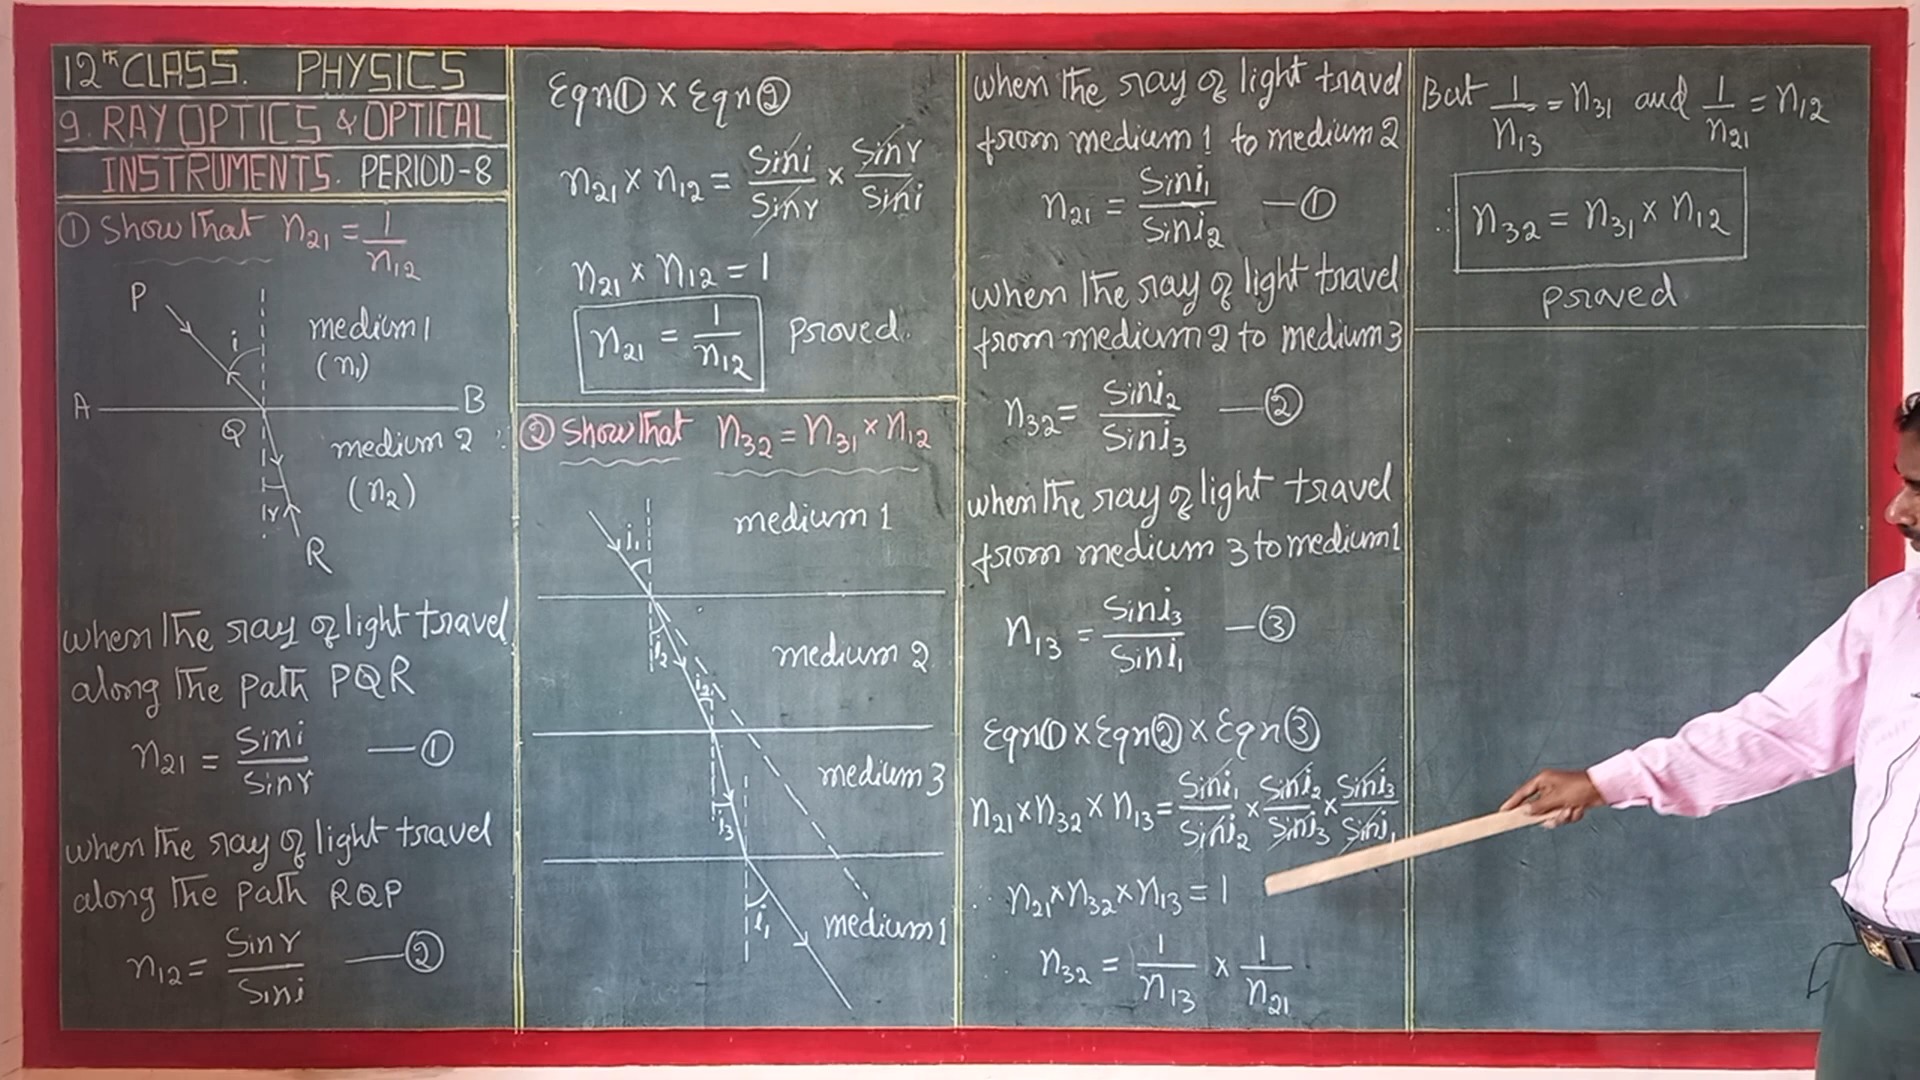 12th CLASS. PHYSICS
9. RAY OPTICS & OPTICAL
INSTRUMENTS. PERIOD-8
① Show that n₂₁ = 1/n₁₂
P
i
medium 1
(n₁)
A B
Q
medium 2
(n₂)
r
R
when the ray of light travel
along the path PQR
n₂₁ = Sini/Sinr —①
when the ray of light travel
along the path RQP
n₁₂ = Sinr/Sini —②
Eqn① × Eqn②
n₂₁ × n₁₂ = Sini/Sinr × Sinr/Sini
n₂₁ × n₁₂ = 1
n₂₁ = 1/n₁₂ proved.
② Show that n₃₂ = n₃₁ × n₁₂
medium 1
i₁
i₂
medium 2
i₂
medium 3
i₃
i₁
medium 1
when the ray of light travel
from medium 1 to medium 2
n₂₁ = Sini₁/Sini₂ —①
when the ray of light travel
from medium 2 to medium 3
n₃₂ = Sini₂/Sini₃ —②
when the ray of light travel
from medium 3 to medium 1
n₁₃ = Sini₃/Sini₁ —③
Eqn① × Eqn② × Eqn③
n₂₁ × n₃₂ × n₁₃ = Sini₁/Sini₂ × Sini₂/Sini₃ × Sini₃/Sini₁
∴ n₂₁ × n₃₂ × n₁₃ = 1
∴ n₃₂ = 1/n₁₃ × 1/n₂₁
But 1/n₁₃ = n₃₁ and 1/n₂₁ = n₁₂
∴ n₃₂ = n₃₁ × n₁₂
proved